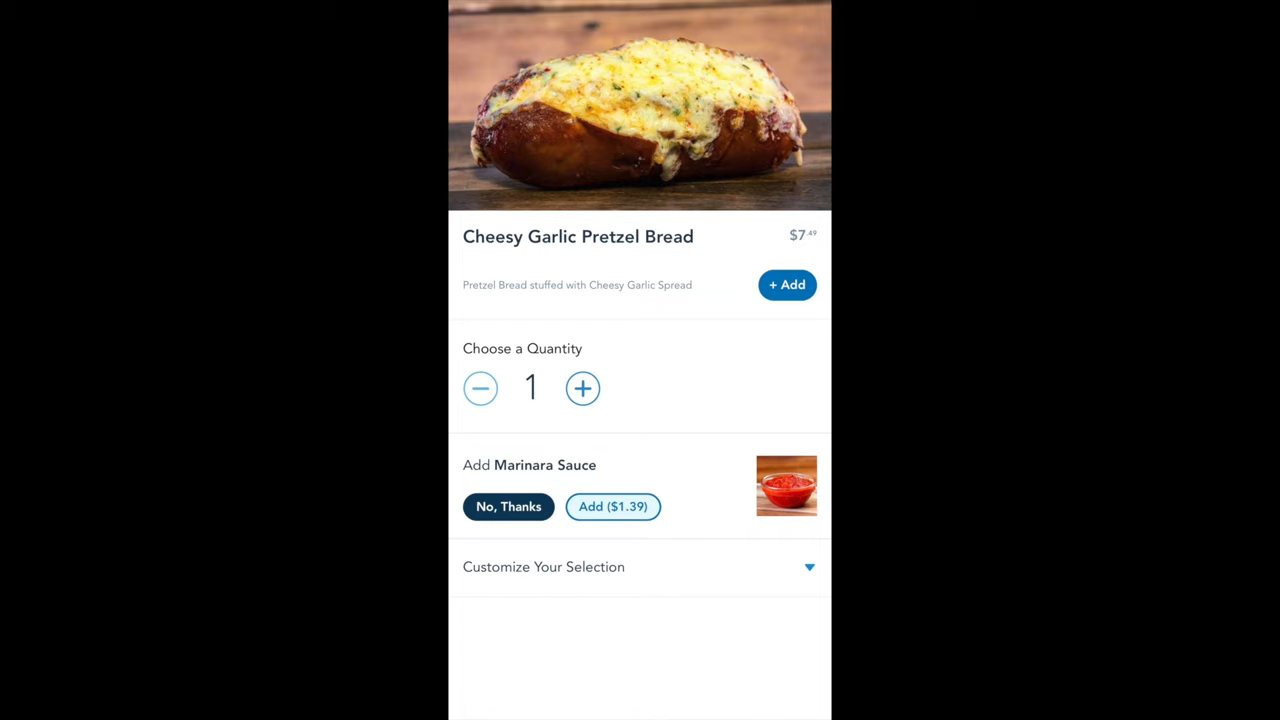 Cheesy Garlic Pretzel Bread
$7.49
Pretzel Bread stuffed with Cheesy Garlic Spread
+ Add
Choose a Quantity
1
Add Marinara Sauce
No, Thanks
Add ($1.39)
Customize Your Selection